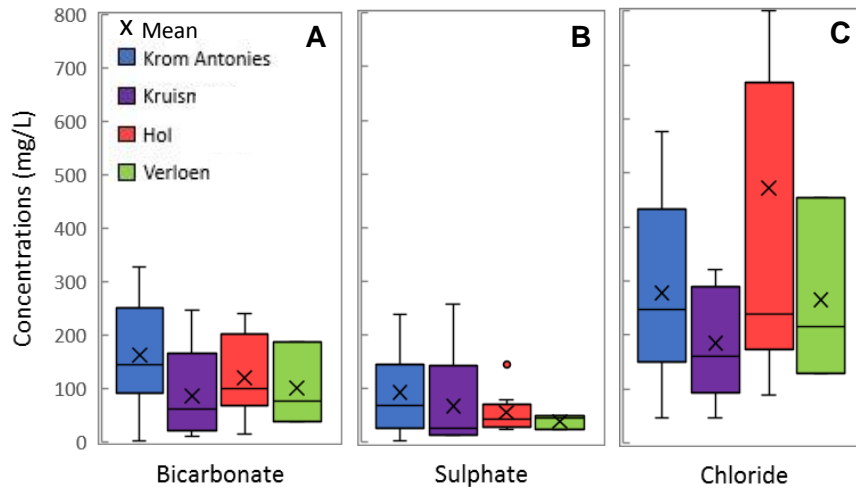 800
700
600
500
400
300
200
100
0
Concentrations (mg/L)
X Mean
Krom Antonies
Kruisn
Hol
Verloen
A
B
C
Bicarbonate
Sulphate
Chloride